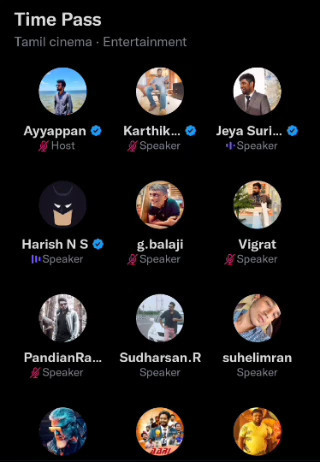 Time Pass
Tamil cinema · Entertainment
Ayyappan Karthik... Jeya Suri...
Host Speaker Speaker
Harish N S g.balaji Vigrat
Speaker Speaker Speaker
PandianRa... Sudharsan.R suhelimran
Speaker Speaker Speaker